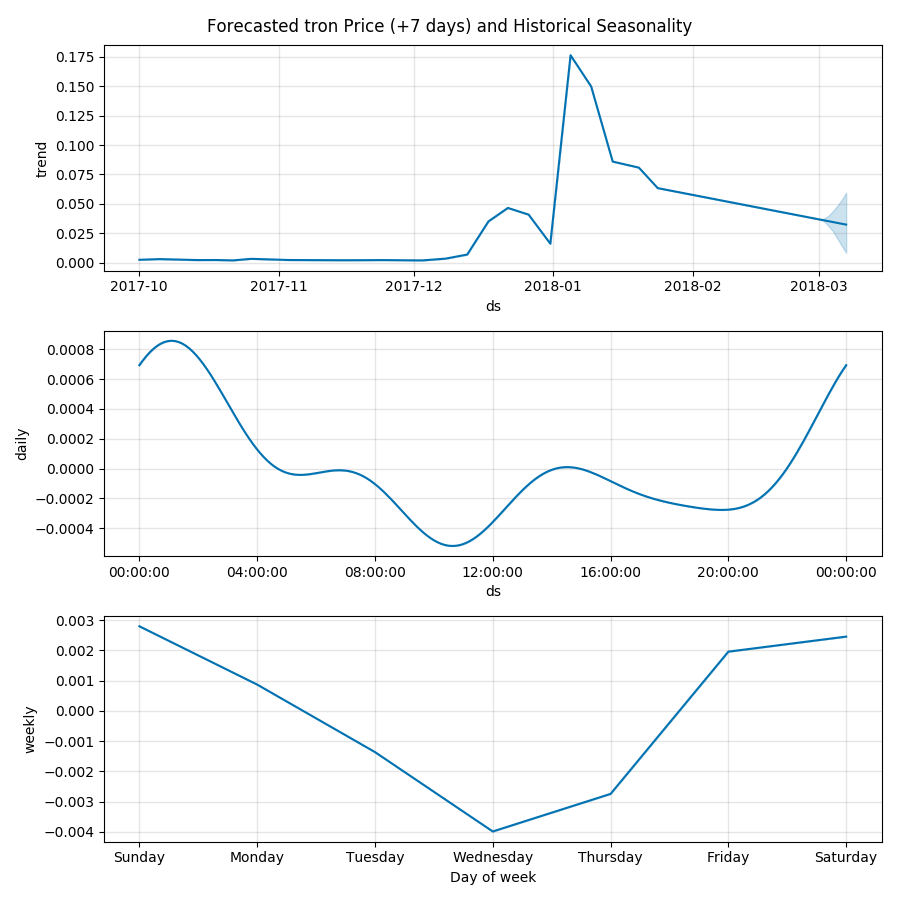 Forecasted tron Price (+7 days) and Historical Seasonality
0.175
0.150
0.125
0.100
0.075
0.050
0.025
0.000
trend
2017-10 2017-11 2017-12 2018-01 2018-02 2018-03
ds
0.0008
0.0006
0.0004
0.0002
0.0000
−0.0002
−0.0004
daily
00:00:00 04:00:00 08:00:00 12:00:00 16:00:00 20:00:00 00:00:00
ds
0.003
0.002
0.001
0.000
−0.001
−0.002
−0.003
−0.004
weekly
Sunday Monday Tuesday Wednesday Thursday Friday Saturday
Day of week